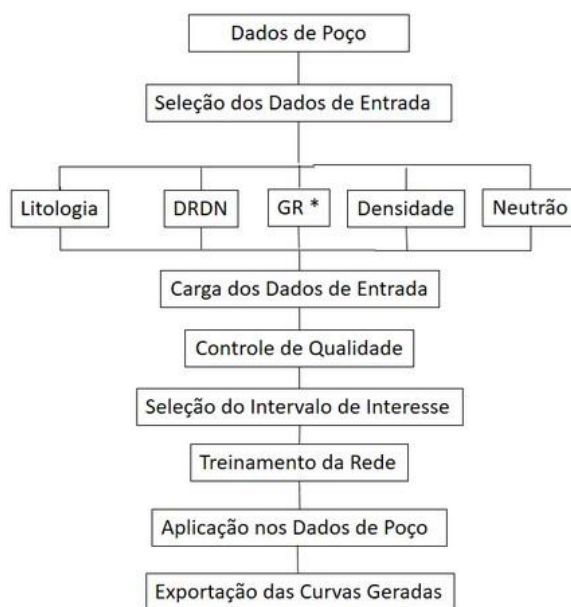 Dados de Poço
Seleção dos Dados de Entrada
Litologia
DRDN
GR *
Densidade
Neutrão
Carga dos Dados de Entrada
Controle de Qualidade
Seleção do Intervalo de Interesse
Treinamento da Rede
Aplicação nos Dados de Poço
Exportação das Curvas Geradas